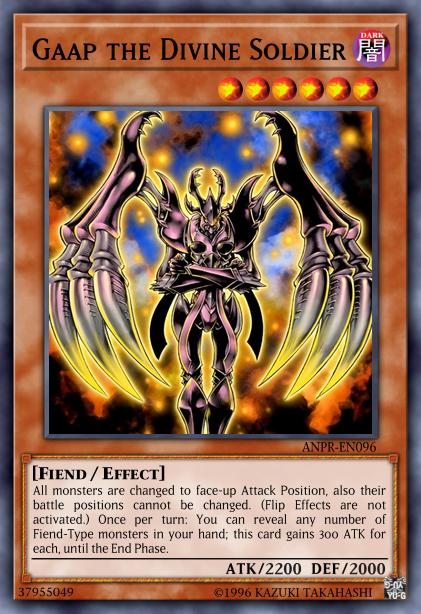 GAAP THE DIVINE SOLDIER
DARK
闇
ANPR-EN096
[FIEND / EFFECT]
All monsters are changed to face-up Attack Position, also their
battle positions cannot be changed. (Flip Effects are not
activated.) Once per turn: You can reveal any number of
Fiend-Type monsters in your hand; this card gains 300 ATK for
each, until the End Phase.
ATK/2200 DEF/2000
37955049
©1996 KAZUKI TAKAHASHI